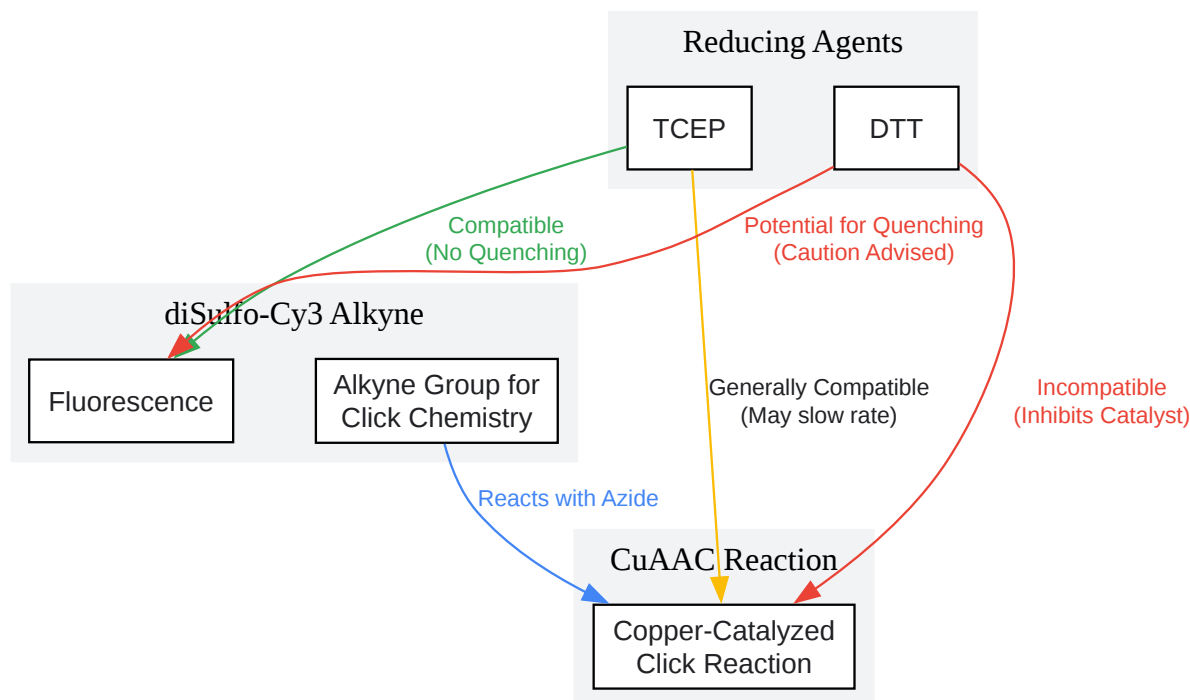 Reducing Agents
TCEP
DTT
Compatible
(No Quenching)
Potential for Quenching
(Caution Advised)
diSulfo-Cy3 Alkyne
Fluorescence
Alkyne Group for
Click Chemistry
Generally Compatible
(May slow rate)
Incompatible
(Inhibits Catalyst)
Reacts with Azide
CuAAC Reaction
Copper-Catalyzed
Click Reaction